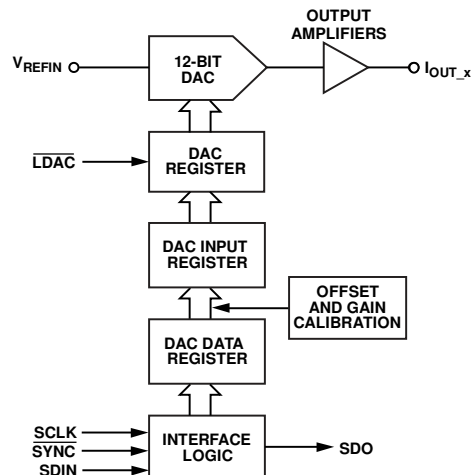 OUTPUT
AMPLIFIERS
V_REFIN
12-BIT
DAC
I_OUT_x
LDAC
DAC
REGISTER
DAC INPUT
REGISTER
OFFSET
AND GAIN
CALIBRATION
DAC DATA
REGISTER
SCLK
SYNC
SDIN
INTERFACE
LOGIC
SDO